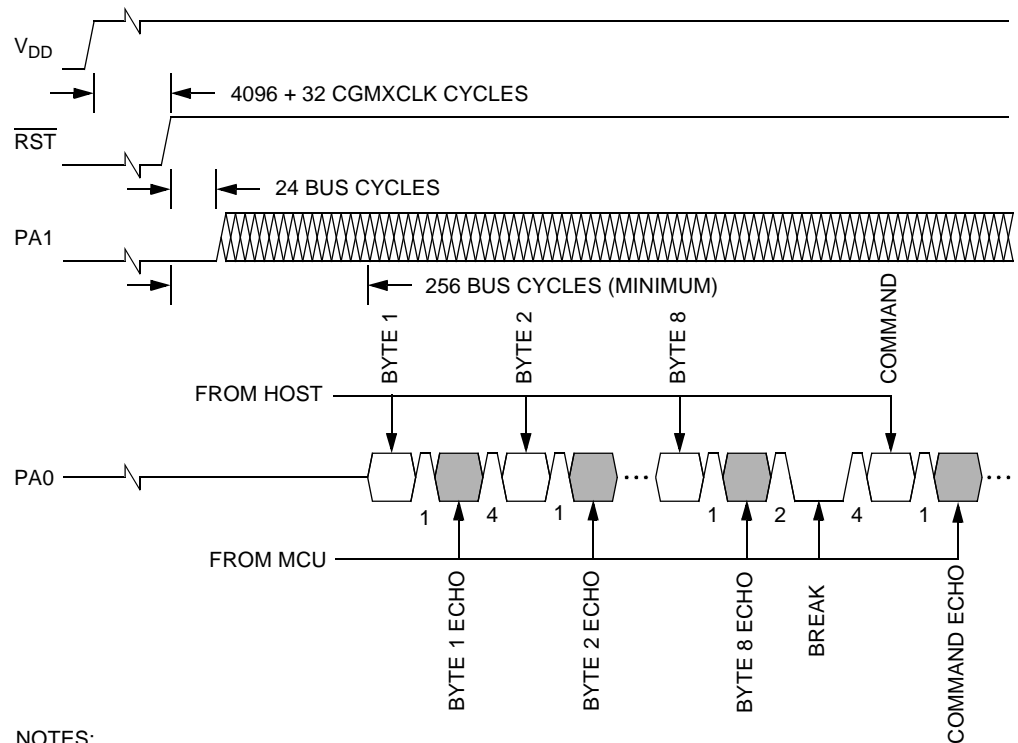 VDD
4096 + 32 CGMXCLK CYCLES
RST
24 BUS CYCLES
PA1
256 BUS CYCLES (MINIMUM)
BYTE 1
BYTE 2
BYTE 8
COMMAND
FROM HOST
PA0
1
4
1
...
1
2
4
1
...
FROM MCU
BYTE 1 ECHO
BYTE 2 ECHO
BYTE 8 ECHO
BREAK
COMMAND ECHO
NOTES: